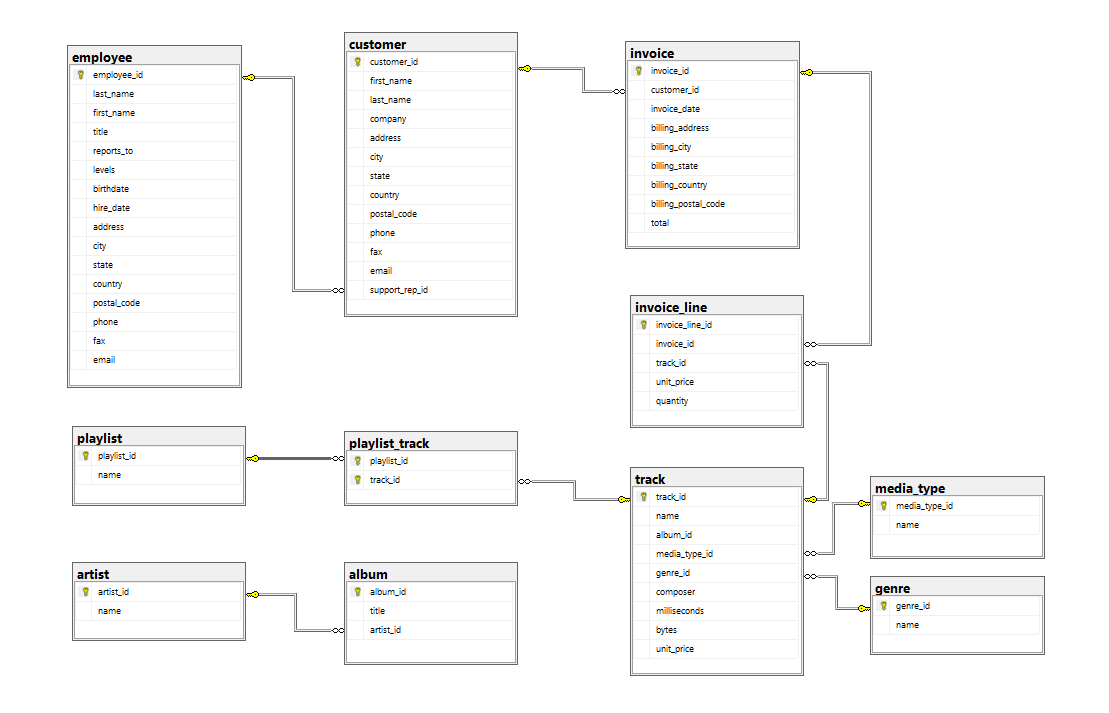 employee
employee_id
last_name
first_name
title
reports_to
levels
birthdate
hire_date
address
city
state
country
postal_code
phone
fax
email
customer
customer_id
first_name
last_name
company
address
city
state
country
postal_code
phone
fax
email
support_rep_id
invoice
invoice_id
customer_id
invoice_date
billing_address
billing_city
billing_state
billing_country
billing_postal_code
total
invoice_line
invoice_line_id
invoice_id
track_id
unit_price
quantity
playlist
playlist_id
name
playlist_track
playlist_id
track_id
track
track_id
name
album_id
media_type_id
genre_id
composer
milliseconds
bytes
unit_price
media_type
media_type_id
name
artist
artist_id
name
album
album_id
title
artist_id
genre
genre_id
name